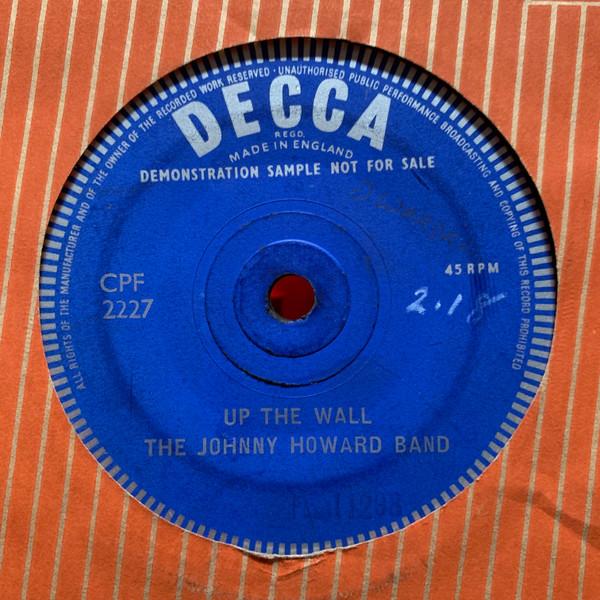 ALL RIGHTS OF THE MANUFACTURER AND OF THE OWNER OF THE RECORDED WORK RESERVED · UNAUTHORISED PUBLIC PERFORMANCE BROADCASTING AND COPYING OF THIS RECORD PROHIBITED
DECCA
REGD.
MADE IN ENGLAND
DEMONSTRATION SAMPLE NOT FOR SALE
45 RPM
CPF
2227
UP THE WALL
THE JOHNNY HOWARD BAND